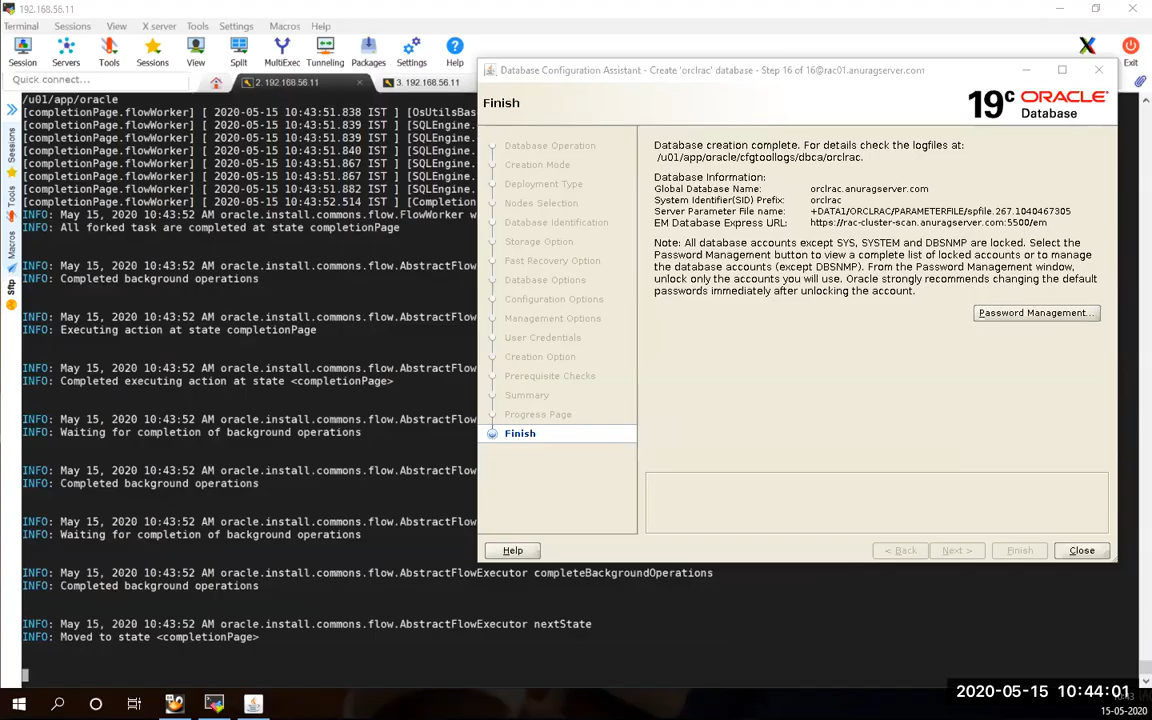 192.168.56.11
Terminal Sessions View X server Tools Settings Macros Help
Session Servers Tools Sessions View Split MultiExec Tunneling Packages Settings Help
Exit
Quick connect...
2. 192.168.56.11
3. 192.168.56.11
Sessions
Tools
Macros
Sftp
/u01/app/oracle
[completionPage.flowWorker] [ 2020-05-15 10:43:51.838 IST ] [OsUtilsBas
[completionPage.flowWorker] [ 2020-05-15 10:43:51.839 IST ] [SQLEngine.
[completionPage.flowWorker] [ 2020-05-15 10:43:51.839 IST ] [SQLEngine.
[completionPage.flowWorker] [ 2020-05-15 10:43:51.840 IST ] [SQLEngine.
[completionPage.flowWorker] [ 2020-05-15 10:43:51.867 IST ] [SQLEngine.
[completionPage.flowWorker] [ 2020-05-15 10:43:51.867 IST ] [SQLEngine.
[completionPage.flowWorker] [ 2020-05-15 10:43:51.882 IST ] [SQLEngine.
[completionPage.flowWorker] [ 2020-05-15 10:43:52.514 IST ] [Completion
INFO: May 15, 2020 10:43:52 AM oracle.install.commons.flow.FlowWorker w
INFO: All forked task are completed at state completionPage
INFO: May 15, 2020 10:43:52 AM oracle.install.commons.flow.AbstractFlow
INFO: Completed background operations
INFO: May 15, 2020 10:43:52 AM oracle.install.commons.flow.AbstractFlow
INFO: Executing action at state completionPage
INFO: May 15, 2020 10:43:52 AM oracle.install.commons.flow.AbstractFlow
INFO: Completed executing action at state <completionPage>
INFO: May 15, 2020 10:43:52 AM oracle.install.commons.flow.AbstractFlow
INFO: Waiting for completion of background operations
INFO: May 15, 2020 10:43:52 AM oracle.install.commons.flow.AbstractFlow
INFO: Completed background operations
INFO: May 15, 2020 10:43:52 AM oracle.install.commons.flow.AbstractFlow
INFO: Waiting for completion of background operations
INFO: May 15, 2020 10:43:52 AM oracle.install.commons.flow.AbstractFlowExecutor completeBackgroundOperations
INFO: Completed background operations
INFO: May 15, 2020 10:43:52 AM oracle.install.commons.flow.AbstractFlowExecutor nextState
INFO: Moved to state <completionPage>
Database Configuration Assistant - Create 'orclrac' database - Step 16 of 16@rac01.anuragserver.com
Finish
19c ORACLE
Database
Database Operation
Creation Mode
Deployment Type
Nodes Selection
Database Identification
Storage Option
Fast Recovery Option
Database Options
Configuration Options
Management Options
User Credentials
Creation Option
Prerequisite Checks
Summary
Progress Page
Finish
Database creation complete. For details check the logfiles at:
/u01/app/oracle/cfgtoollogs/dbca/orclrac.
Database Information:
Global Database Name: orclrac.anuragserver.com
System Identifier(SID) Prefix: orclrac
Server Parameter File name: +DATA1/ORCLRAC/PARAMETERFILE/spfile.267.1040467305
EM Database Express URL: https://rac-cluster-scan.anuragserver.com:5500/em
Note: All database accounts except SYS, SYSTEM and DBSNMP are locked. Select the
Password Management button to view a complete list of locked accounts or to manage
the database accounts (except DBSNMP). From the Password Management window,
unlock only the accounts you will use. Oracle strongly recommends changing the default
passwords immediately after unlocking the account.
Password Management...
Help
< Back Next > Finish Close
2020-05-15 10:44:01
15-05-2020